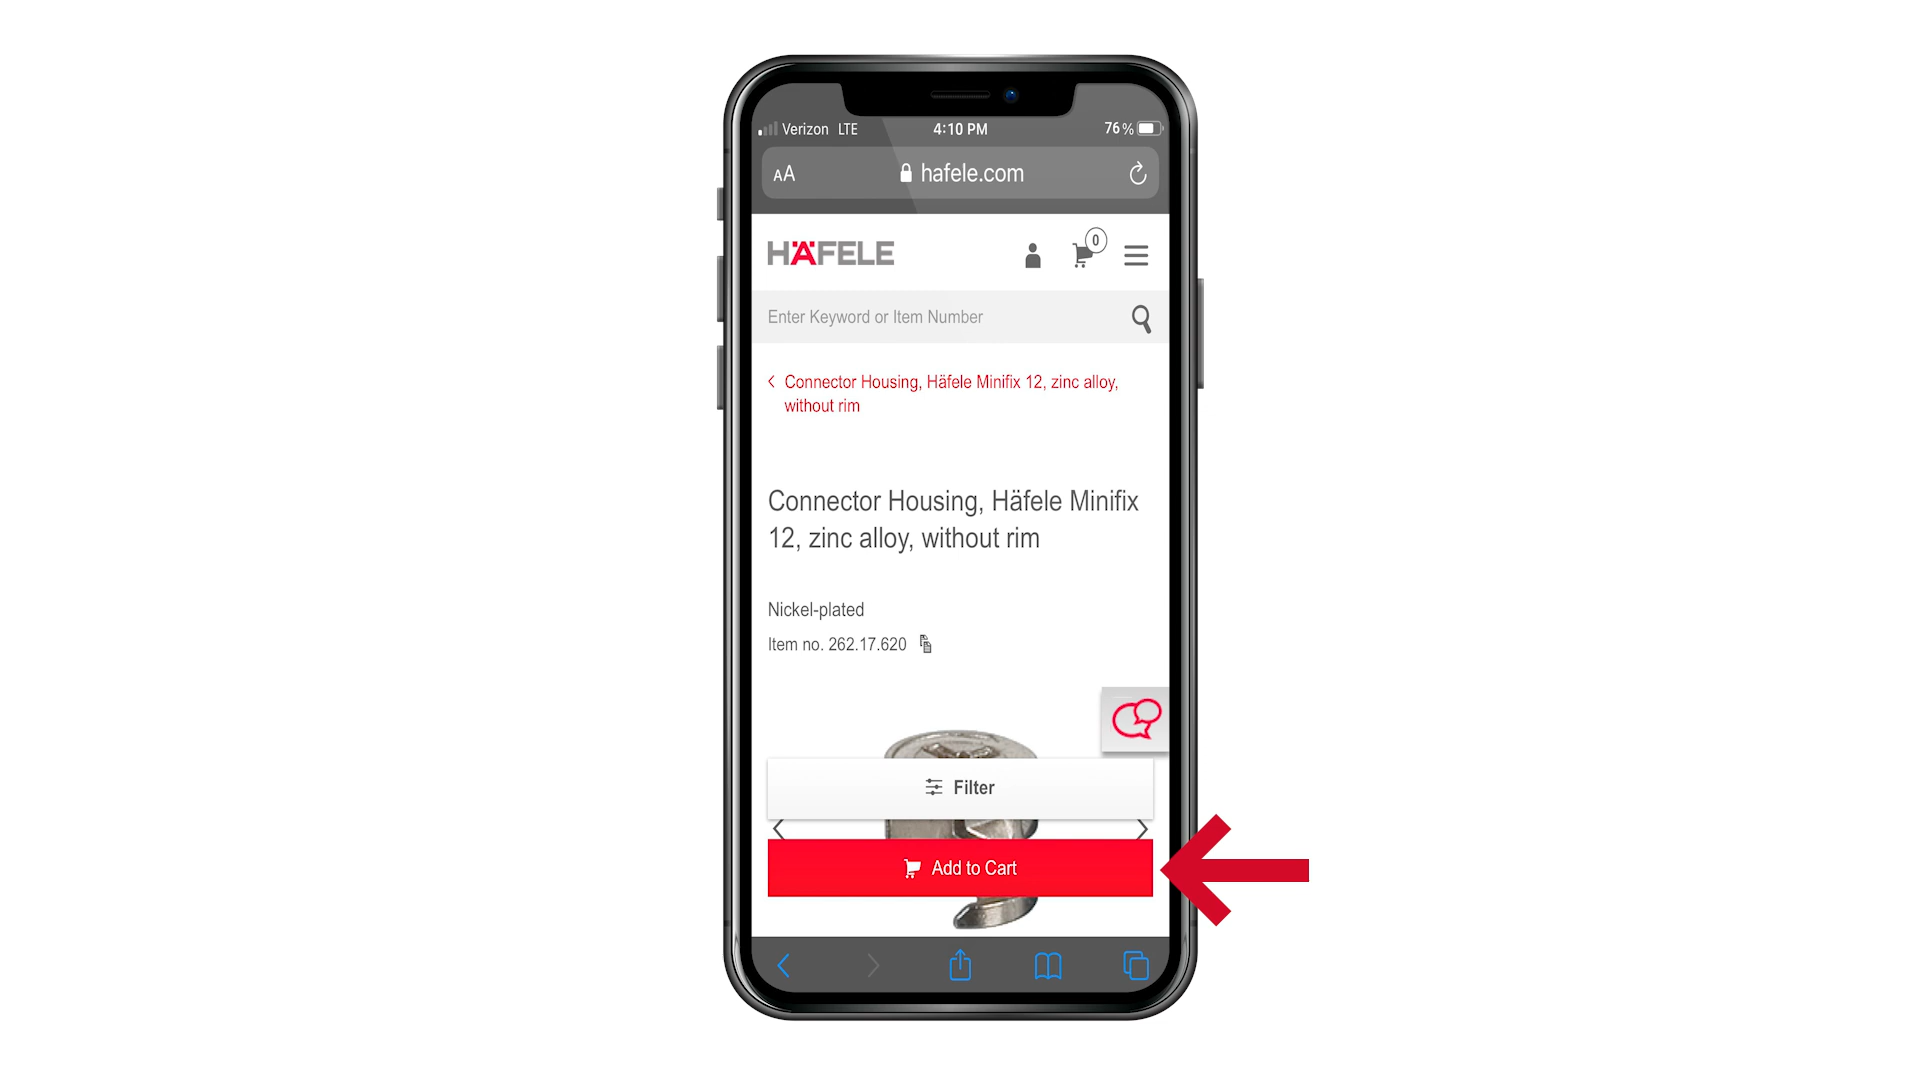 Verizon LTE 4:10 PM 76%
AA hafele.com
HÄFELE 0
Enter Keyword or Item Number
Connector Housing, Häfele Minifix 12, zinc alloy,
without rim
Connector Housing, Häfele Minifix
12, zinc alloy, without rim
Nickel-plated
Item no. 262.17.620
Filter
Add to Cart